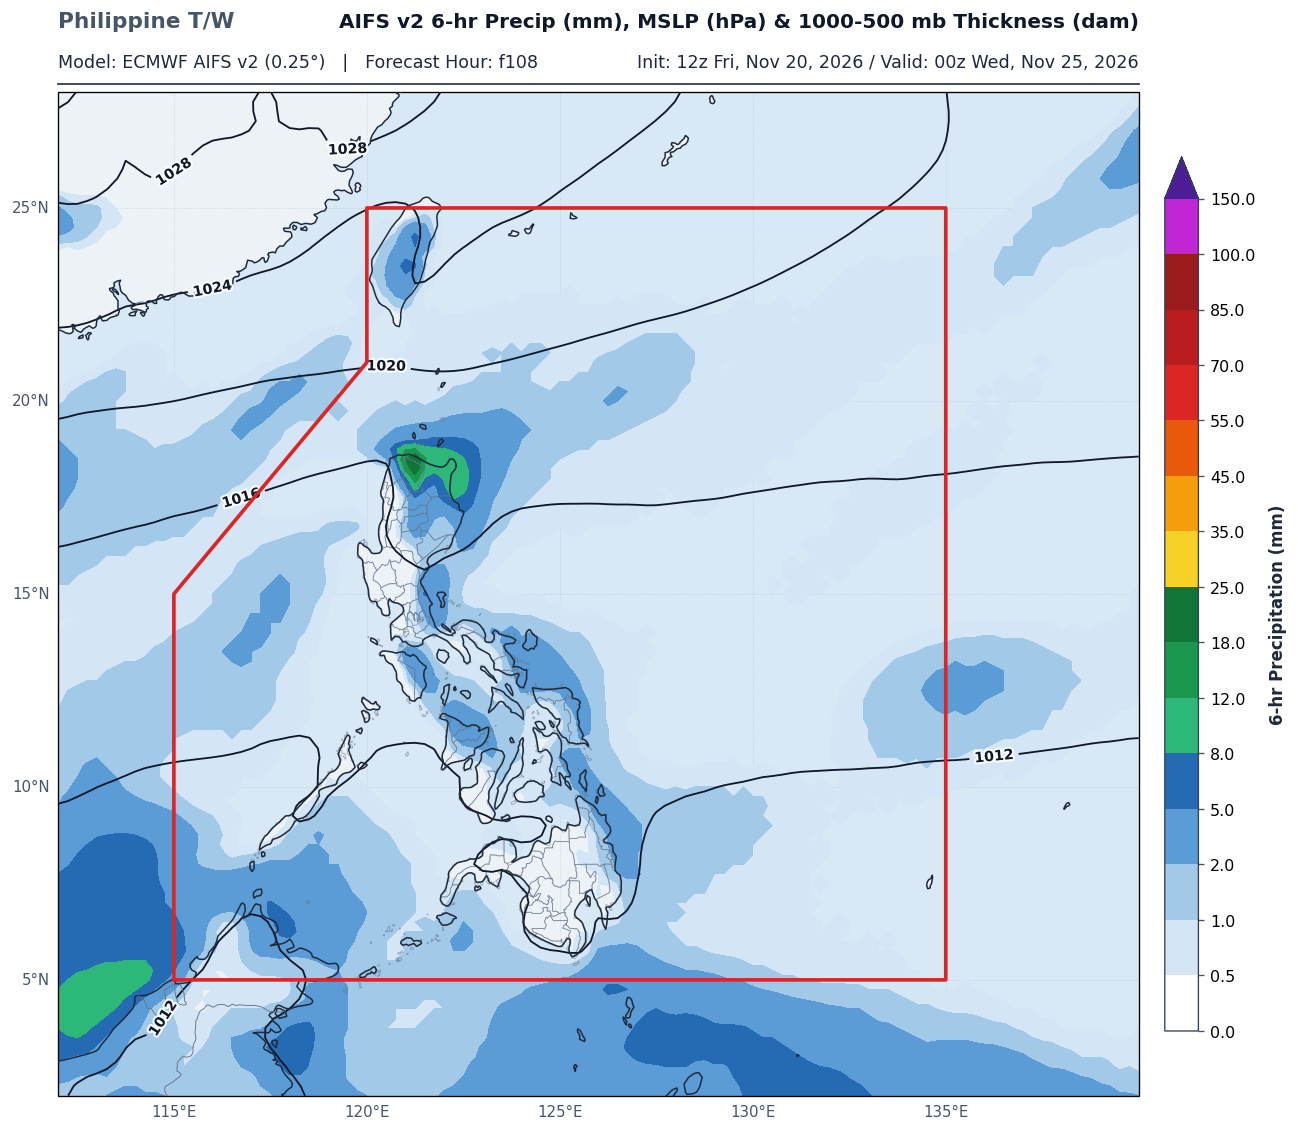 Philippine T/W
AIFS v2 6-hr Precip (mm), MSLP (hPa) & 1000-500 mb Thickness (dam)
Model: ECMWF AIFS v2 (0.25°) | Forecast Hour: f108
Init: 12z Fri, Nov 20, 2026 / Valid: 00z Wed, Nov 25, 2026
1028
1028
1024
1020
1016
1012
1012
25°N
20°N
15°N
10°N
5°N
115°E
120°E
125°E
130°E
135°E
150.0
100.0
85.0
70.0
55.0
45.0
35.0
25.0
18.0
12.0
8.0
5.0
2.0
1.0
0.5
0.0
6-hr Precipitation (mm)